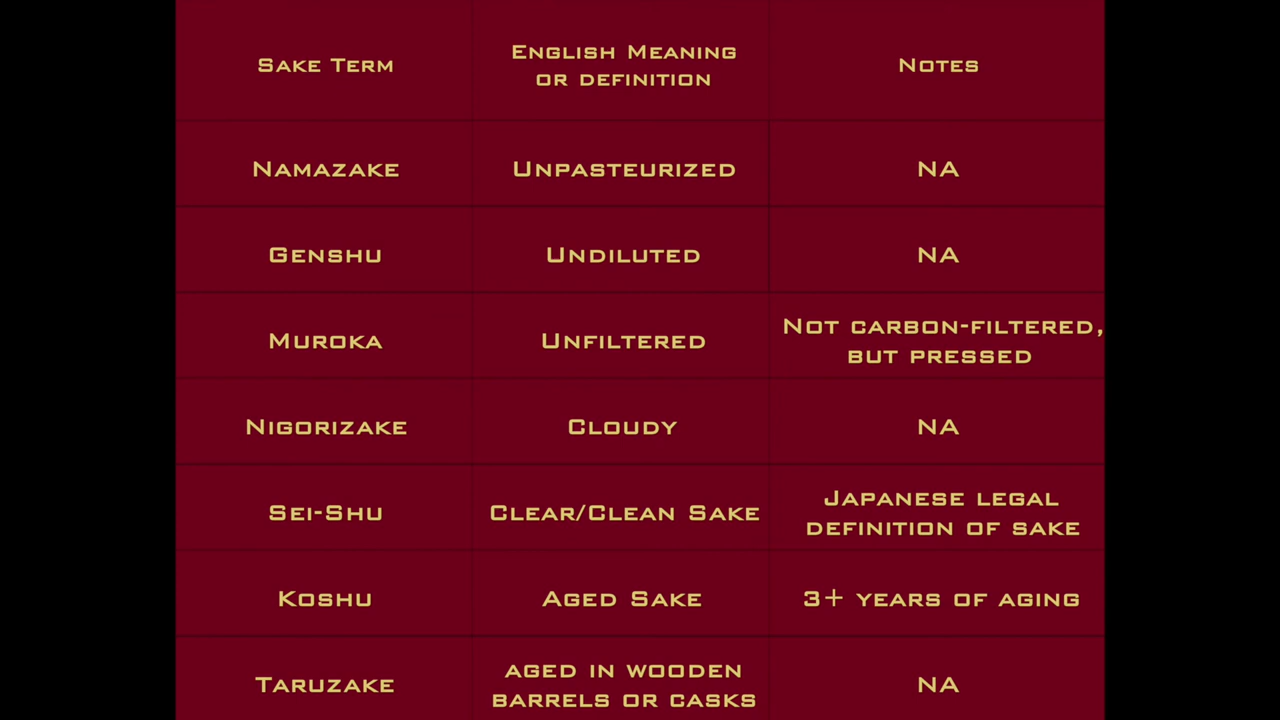 Sake Term
English Meaning
or definition
Notes
Namazake
Unpasteurized
NA
Genshu
Undiluted
NA
Muroka
Unfiltered
Not carbon-filtered,
but pressed
Nigorizake
Cloudy
NA
Sei-Shu
Clear/Clean Sake
Japanese legal
definition of sake
Koshu
Aged Sake
3+ years of aging
Taruzake
aged in wooden
barrels or casks
NA